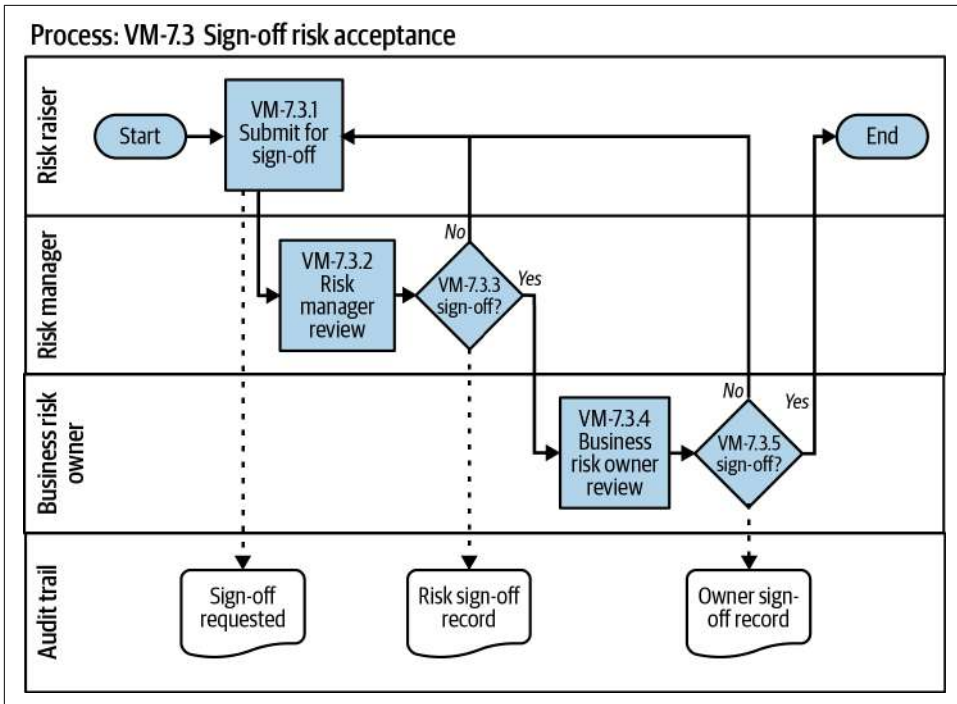 Process: VM-7.3 Sign-off risk acceptance
Risk raiser
Start
VM-7.3.1
Submit for
sign-off
End
Risk manager
VM-7.3.2
Risk
manager
review
No
VM-7.3.3
sign-off?
Yes
Business risk
owner
VM-7.3.4
Business
risk owner
review
No
VM-7.3.5
sign-off?
Yes
Audit trail
Sign-off
requested
Risk sign-off
record
Owner sign-
off record